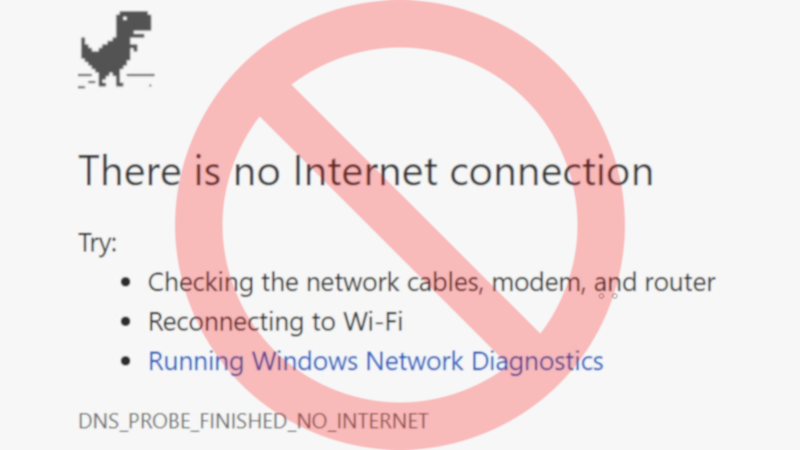 There is no Internet connection
Try:
Checking the network cables, modem, and router
Reconnecting to Wi-Fi
Running Windows Network Diagnostics
DNS_PROBE_FINISHED_NO_INTERNET